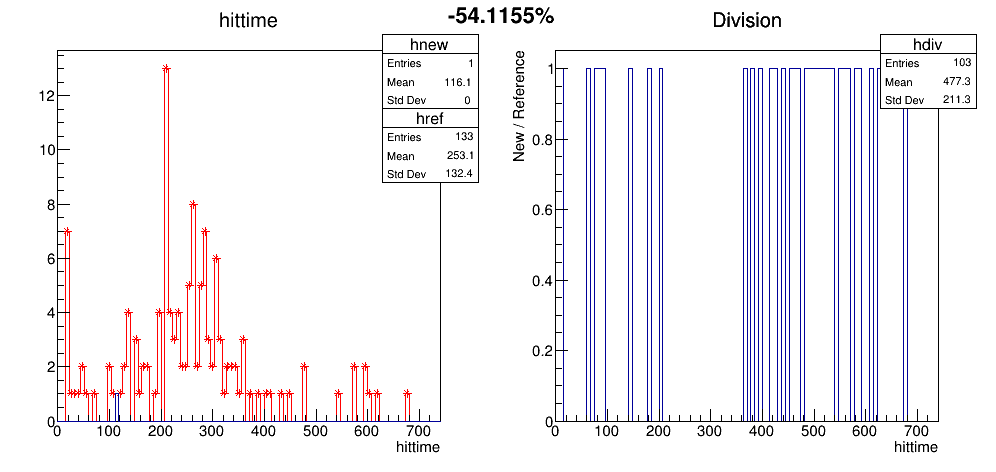 -54.1155%
hittime
hnew
Entries 1
Mean 116.1
Std Dev 0
href
Entries 133
Mean 253.1
Std Dev 132.4
12
10
8
6
4
2
0
0 100 200 300 400 500 600 700
hittime
Division
hdiv
Entries 103
Mean 477.3
Std Dev 211.3
New / Reference
1
0.8
0.6
0.4
0.2
0
0 100 200 300 400 500 600 700
hittime